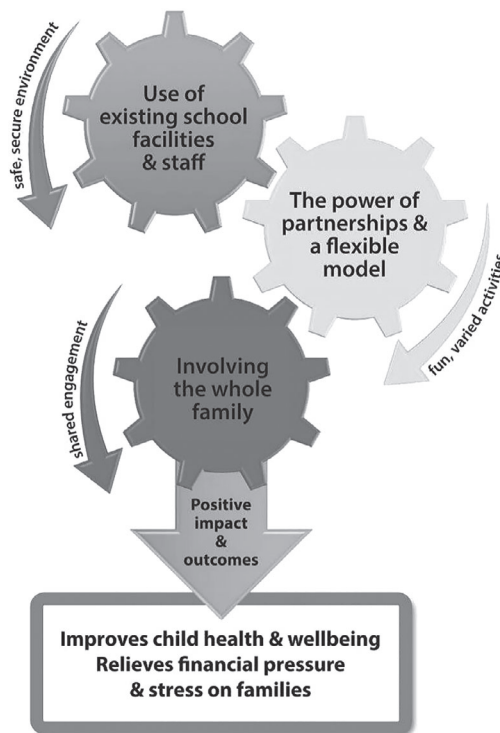 safe, secure environment
Use of
existing school
facilities
& staff
The power of
partnerships &
a flexible
model
fun, varied activities
shared engagement
Involving
the whole
family
Positive
impact
&
outcomes
Improves child health & wellbeing
Relieves financial pressure
& stress on families